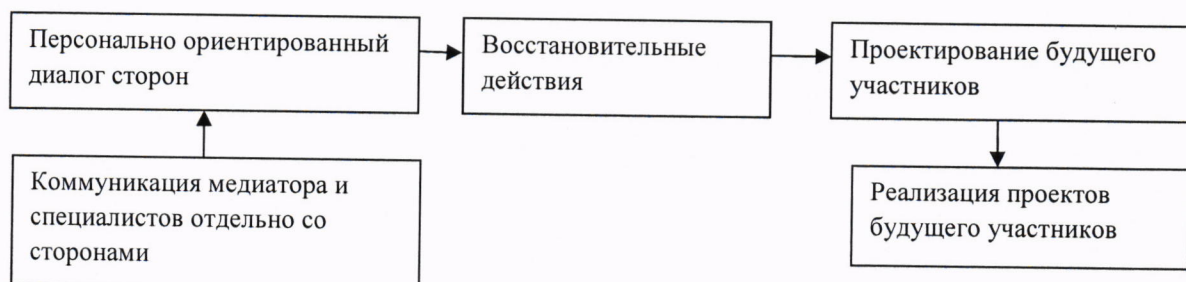 Персонально ориентированный
диалог сторон
Восстановительные
действия
Проектирование будущего
участников
Коммуникация медиатора и
специалистов отдельно со
сторонами
Реализация проектов
будущего участников